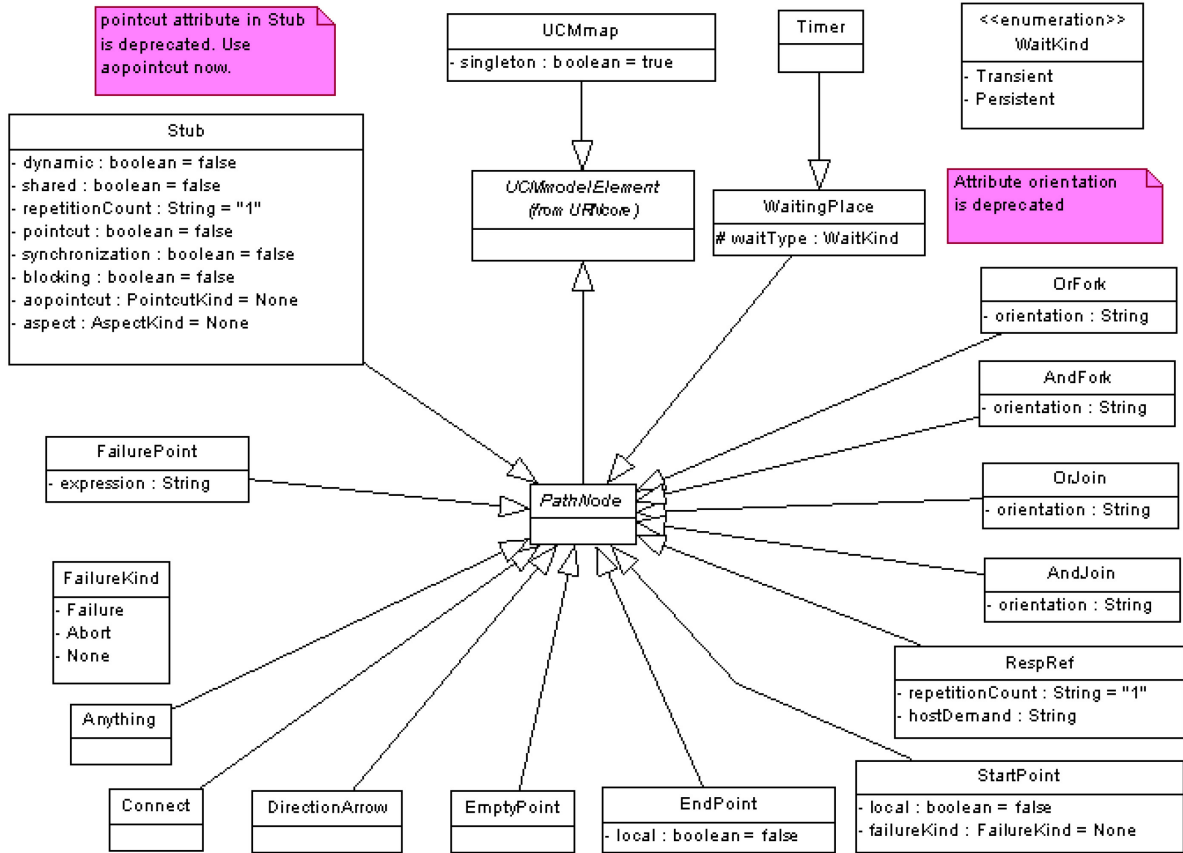 pointcut attribute in Stub
is deprecated. Use
aopointcut now.
UCMmap
- singleton : boolean = true
Timer
<<enumeration>>
WaitKind
- Transient
- Persistent
Stub
- dynamic : boolean = false
- shared : boolean = false
- repetitionCount : String = "1"
- pointcut : boolean = false
- synchronization : boolean = false
- blocking : boolean = false
- aopointcut : PointcutKind = None
- aspect : AspectKind = None
UCMmodelElement
(from URNcore)
WaitingPlace
# waitType : WaitKind
Attribute orientation
is deprecated
OrFork
- orientation : String
AndFork
- orientation : String
FailurePoint
- expression : String
PathNode
OrJoin
- orientation : String
AndJoin
- orientation : String
FailureKind
- Failure
- Abort
- None
RespRef
- repetitionCount : String = "1"
- hostDemand : String
Anything
Connect
DirectionArrow
EmptyPoint
EndPoint
- local : boolean = false
StartPoint
- local : boolean = false
- failureKind : FailureKind = None